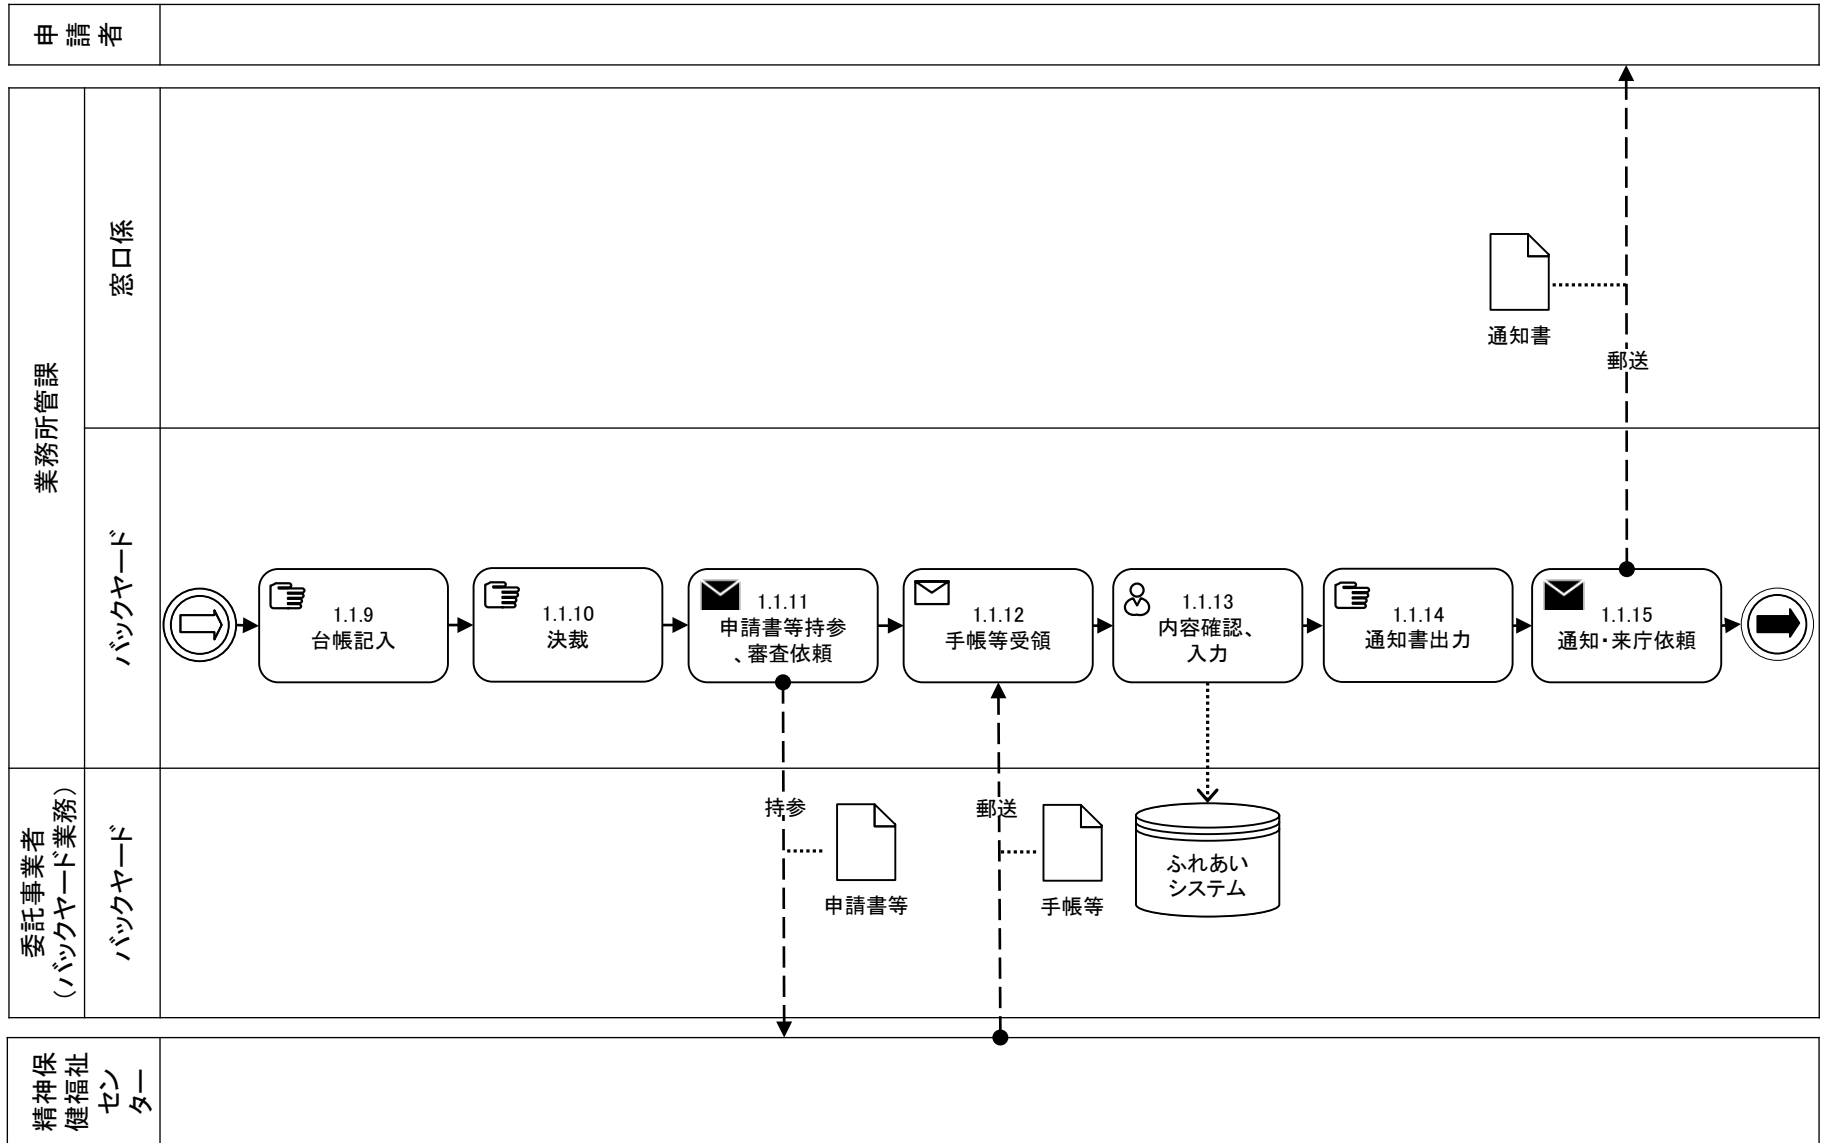 申請者
業務所管課
窓口係
通知書
郵送
バックヤード
1.1.9
台帳記入
1.1.10
決裁
1.1.11
申請書等持参
、審査依頼
1.1.12
手帳等受領
1.1.13
内容確認、
入力
1.1.14
通知書出力
1.1.15
通知・来庁依頼
委託事業者
（バックヤード業務）
バックヤード
持参
申請書等
郵送
手帳等
ふれあい
システム
精神保
健福祉
セン
ター